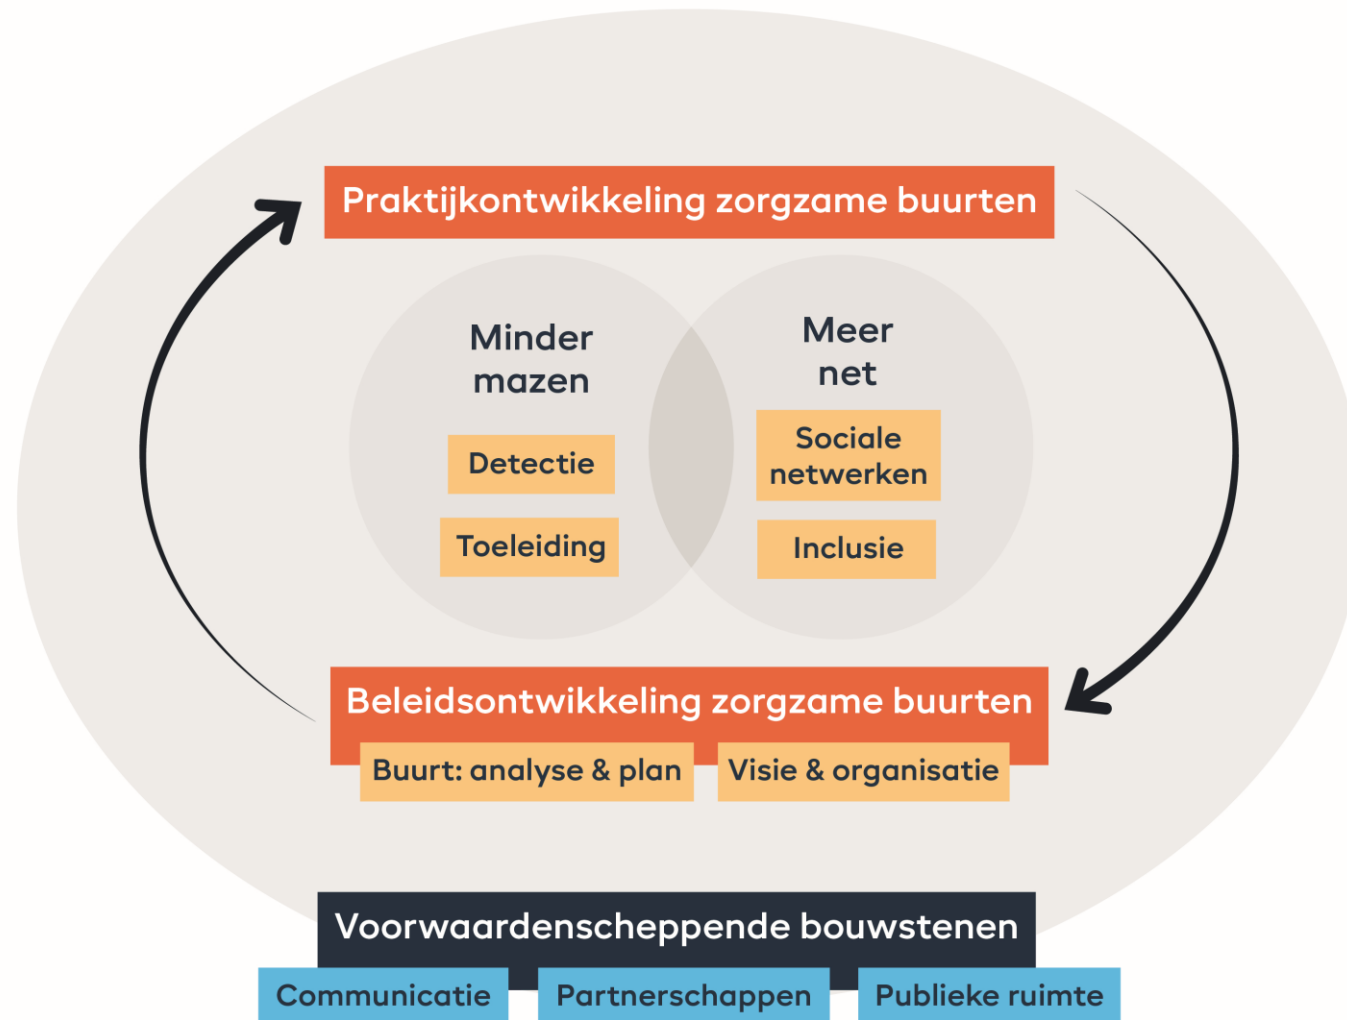 Praktijkontwikkeling zorgzame buurten
Minder
mazen
Detectie
Toeleiding
Meer
net
Sociale
netwerken
Inclusie
Beleidsontwikkeling zorgzame buurten
Buurt: analyse & plan
Visie & organisatie
Voorwaardenscheppende bouwstenen
Communicatie
Partnerschappen
Publieke ruimte